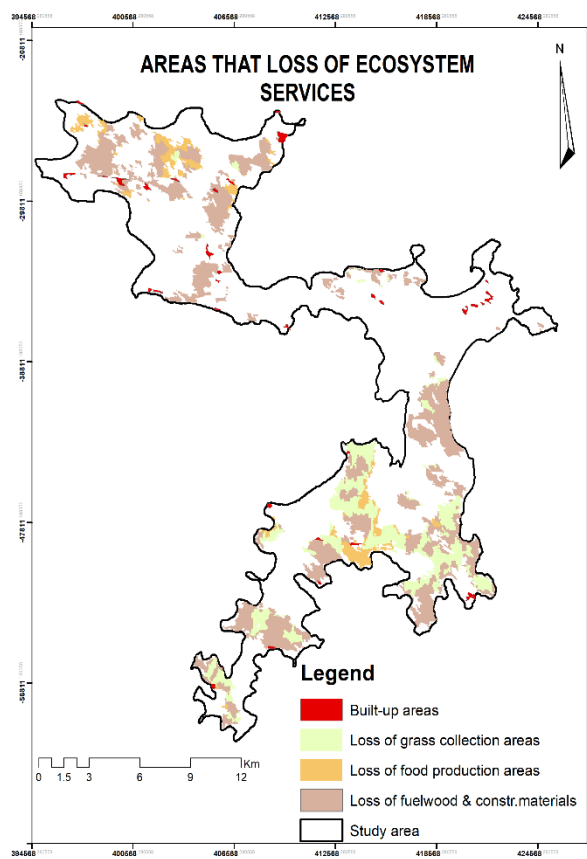 394568 400568 406568 412568 418568 424568
AREAS THAT LOSS OF ECOSYSTEM
SERVICES
N
-20811
-29811
-38811
-47811
-56811
Legend
Built-up areas
Loss of grass collection areas
Loss of food production areas
Loss of fuelwood & constr.materials
Study area
Km
0 1.5 3 6 9 12
394568 400568 406568 412568 418568 424568